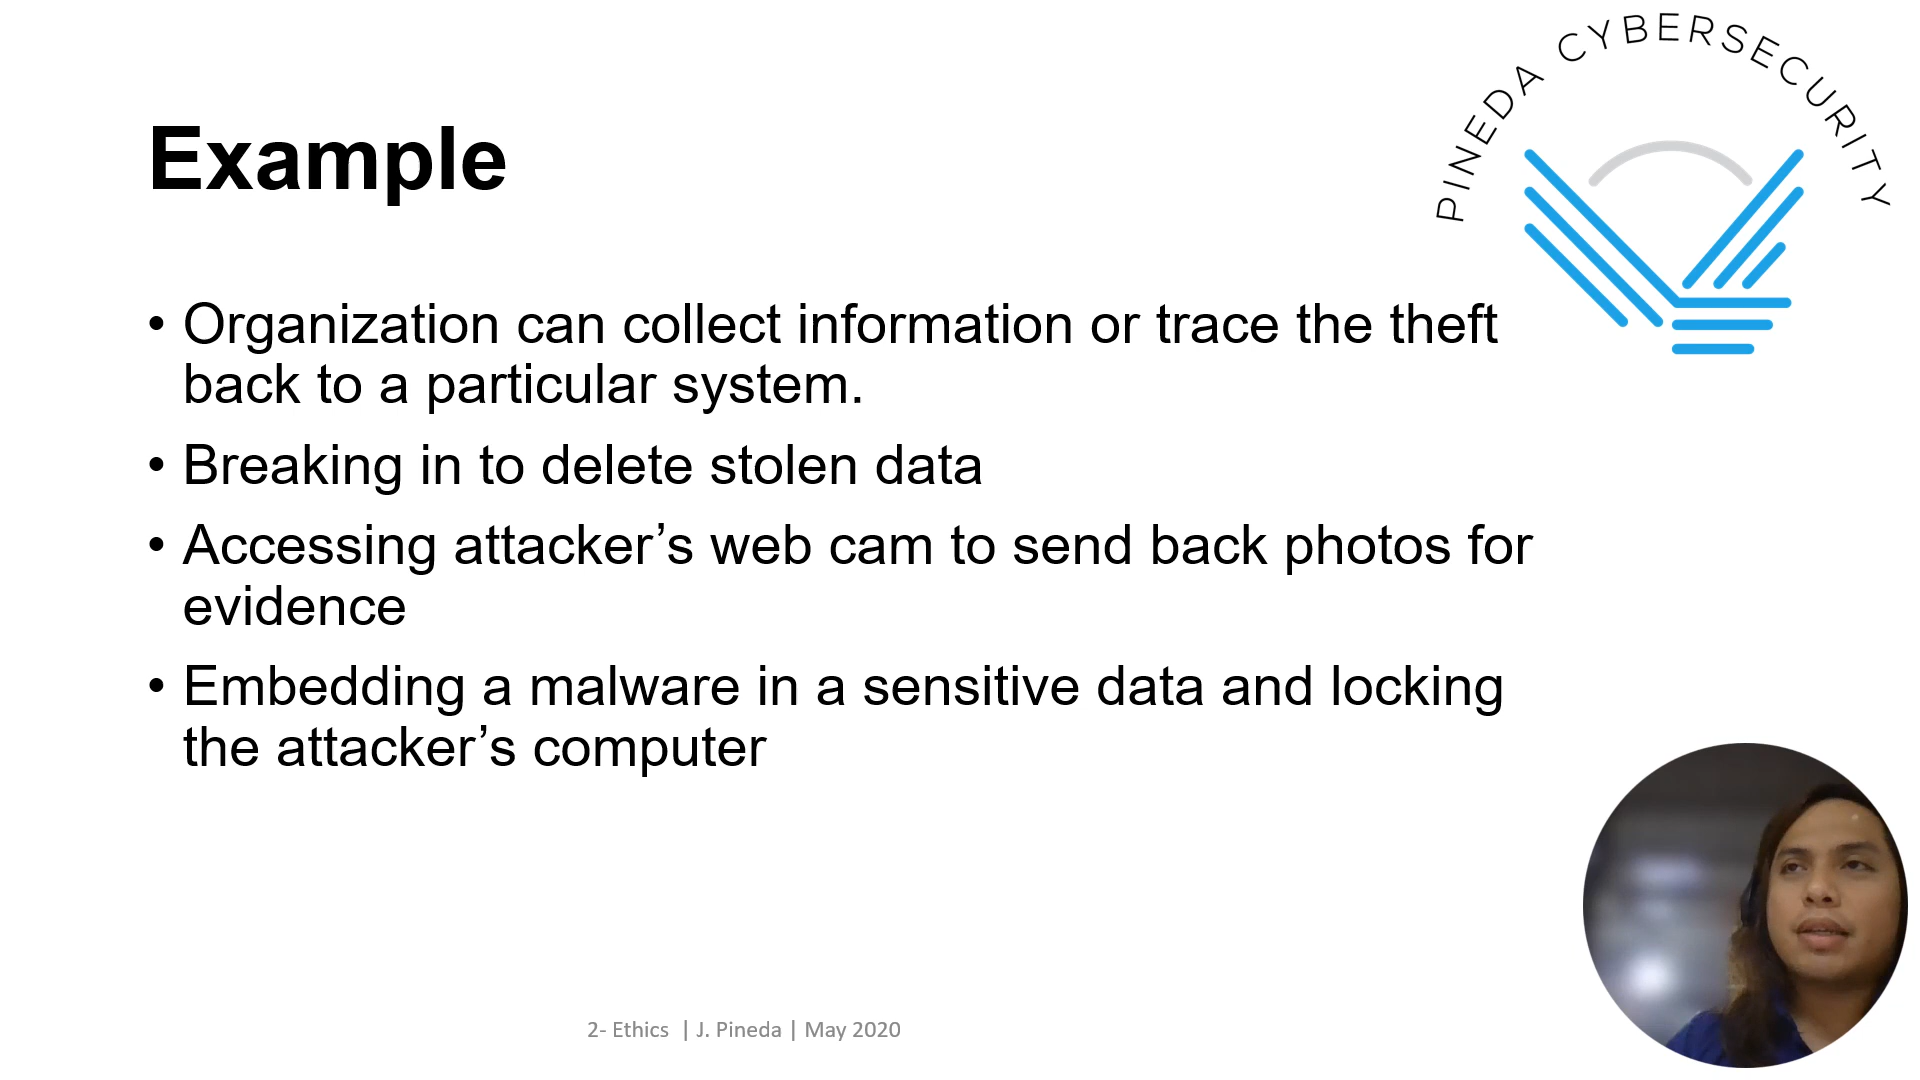 PINEDA CYBERSECURITY
Example
• Organization can collect information or trace the theft
back to a particular system.
• Breaking in to delete stolen data
• Accessing attacker’s web cam to send back photos for
evidence
• Embedding a malware in a sensitive data and locking
the attacker’s computer
2- Ethics | J. Pineda | May 2020